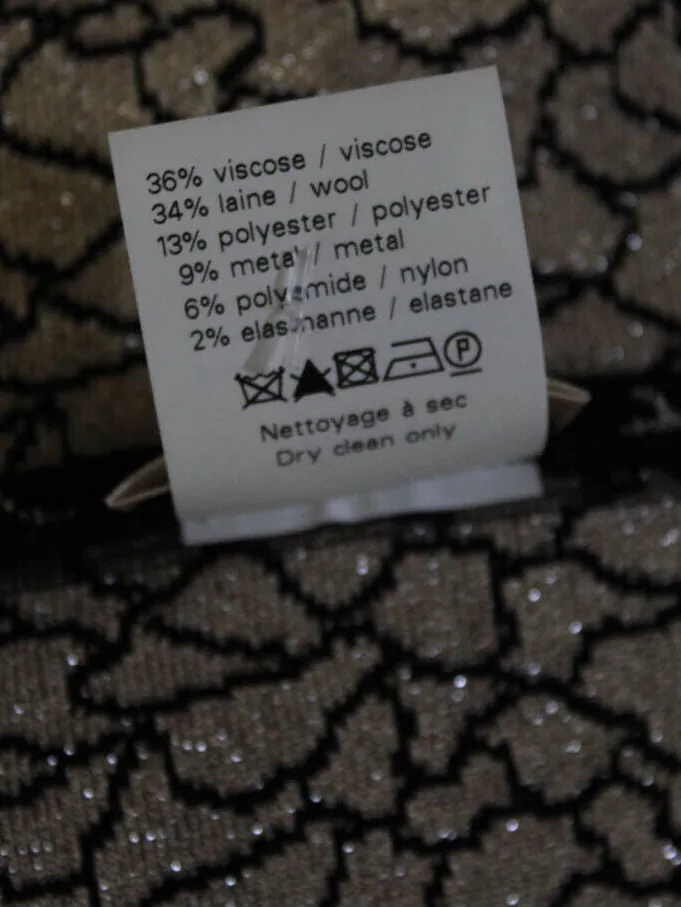 36% viscose / viscose
34% laine / wool
13% polyester / polyester
9% metal / metal
6% polyamide / nylon
2% elasthanne / elastane
P
Nettoyage à sec
Dry clean only